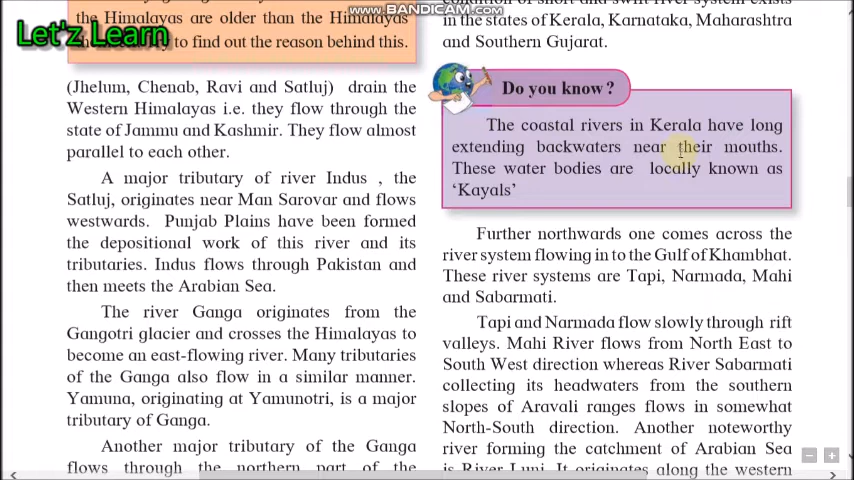 www.BANDICAM.com
Let'z Learn
the Himalayas are older than the Himalayas
to find out the reason behind this.
(Jhelum, Chenab, Ravi and Satluj) drain the
Western Himalayas i.e. they flow through the
state of Jammu and Kashmir. They flow almost
parallel to each other.
A major tributary of river Indus , the
Satluj, originates near Man Sarovar and flows
westwards. Punjab Plains have been formed
the depositional work of this river and its
tributaries. Indus flows through Pakistan and
then meets the Arabian Sea.
The river Ganga originates from the
Gangotri glacier and crosses the Himalayas to
become an east-flowing river. Many tributaries
of the Ganga also flow in a similar manner.
Yamuna, originating at Yamunotri, is a major
tributary of Ganga.
Another major tributary of the Ganga
flows through the northern part of the
in the states of Kerala, Karnataka, Maharashtra
and Southern Gujarat.
Do you know ?
The coastal rivers in Kerala have long
extending backwaters near their mouths.
These water bodies are locally known as
‘Kayals’
Further northwards one comes across the
river system flowing in to the Gulf of Khambhat.
These river systems are Tapi, Narmada, Mahi
and Sabarmati.
Tapi and Narmada flow slowly through rift
valleys. Mahi River flows from North East to
South West direction whereas River Sabarmati
collecting its headwaters from the southern
slopes of Aravali ranges flows in somewhat
North-South direction. Another noteworthy
river forming the catchment of Arabian Sea
is River Luni. It originates along the western